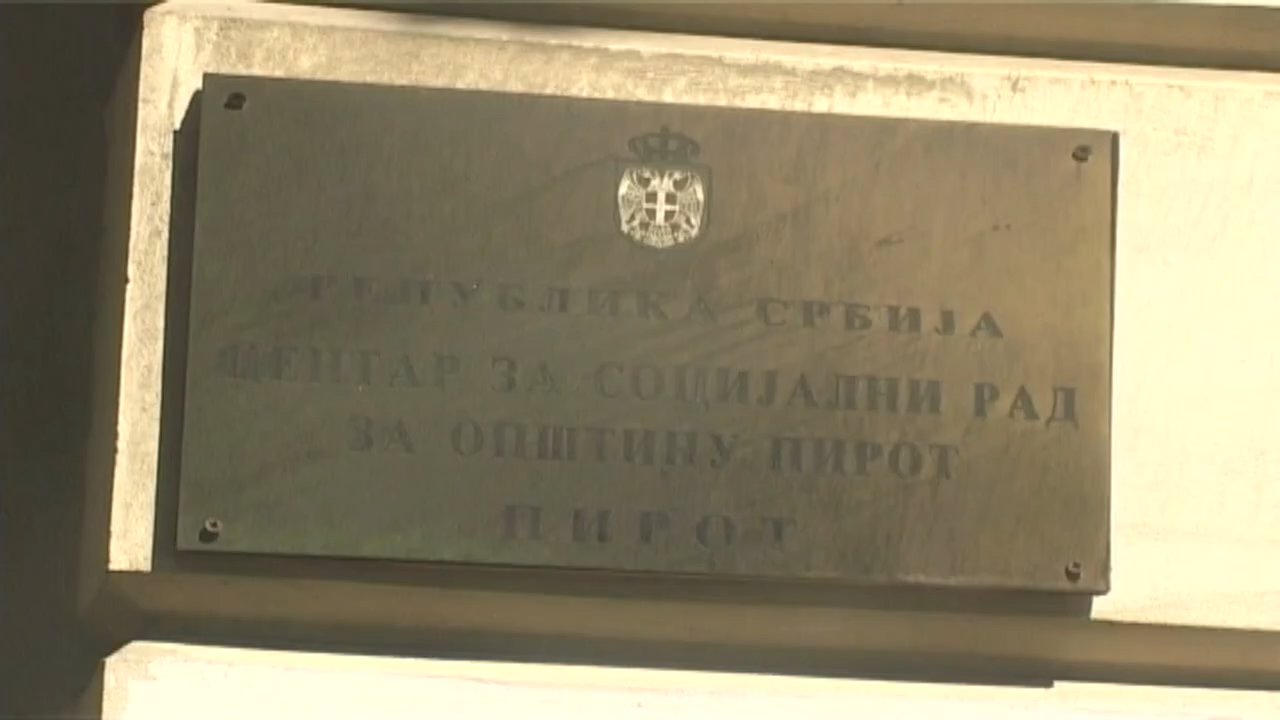 РЕПУБЛИКА СРБИЈА
ЦЕНТАР ЗА СОЦИЈАЛНИ РАД
ЗА ОПШТИНУ ПИРОТ
ПИРОТ